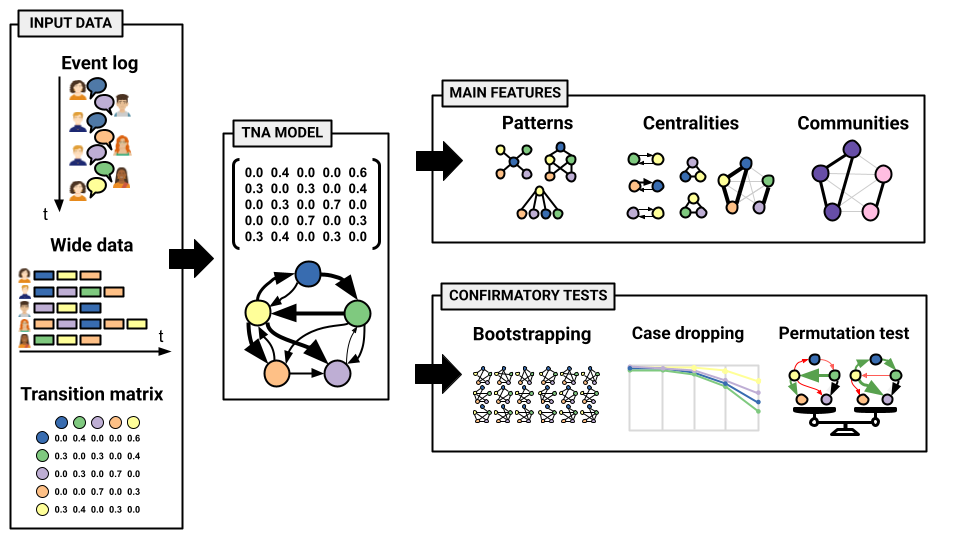 INPUT DATA
Event log
t
Wide data
t
Transition matrix
0.0 0.4 0.0 0.0 0.6
0.3 0.0 0.3 0.0 0.4
0.0 0.3 0.0 0.7 0.0
0.0 0.0 0.7 0.0 0.3
0.3 0.4 0.0 0.3 0.0
TNA MODEL
0.0 0.4 0.0 0.0 0.6
0.3 0.0 0.3 0.0 0.4
0.0 0.3 0.0 0.7 0.0
0.0 0.0 0.7 0.0 0.3
0.3 0.4 0.0 0.3 0.0
MAIN FEATURES
Patterns
Centralities
Communities
CONFIRMATORY TESTS
Bootstrapping
Case dropping
Permutation test